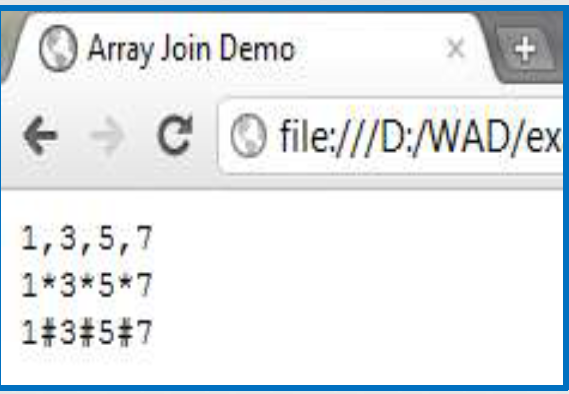 Array Join Demo
file:///D:/WAD/ex
1,3,5,7
1*3*5*7
1#3#5#7